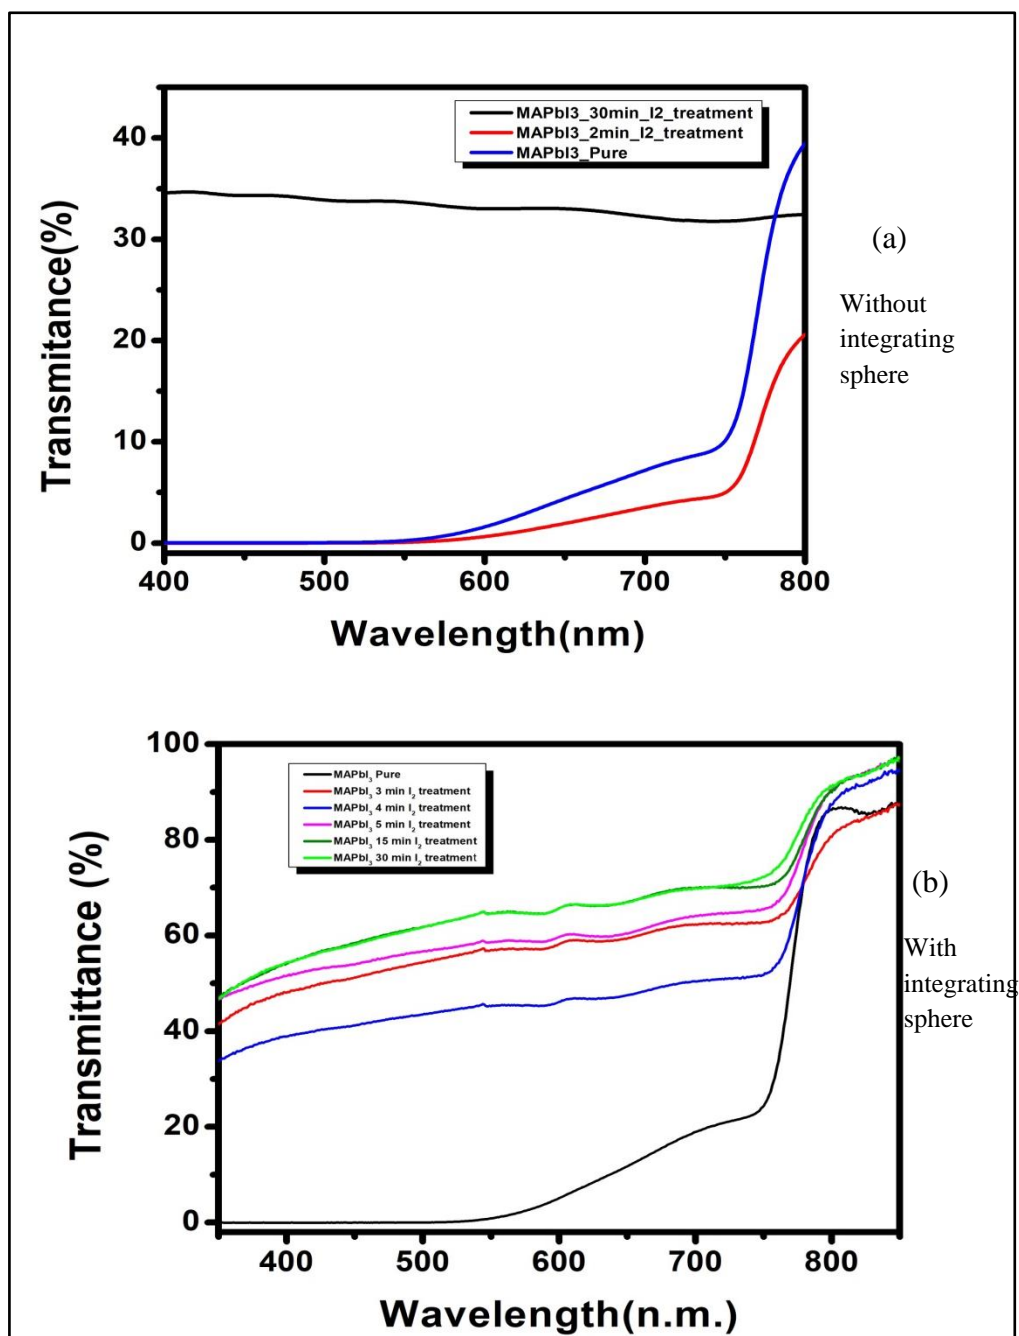 MAPbI3_30min_I2_treatment
MAPbI3_2min_I2_treatment
MAPbI3_Pure
40
30
20
10
0
Transmitance(%)
400
500
600
700
800
Wavelength(nm)
(a)
Without
integrating
sphere
MAPbI3 Pure
MAPbI3 3 min I2 treatment
MAPbI3 4 min I2 treatment
MAPbI3 5 min I2 treatment
MAPbI3 15 min I2 treatment
MAPbI3 30 min I2 treatment
100
80
60
40
20
0
Transmittance (%)
400
500
600
700
800
Wavelength(n.m.)
(b)
With
integrating
sphere